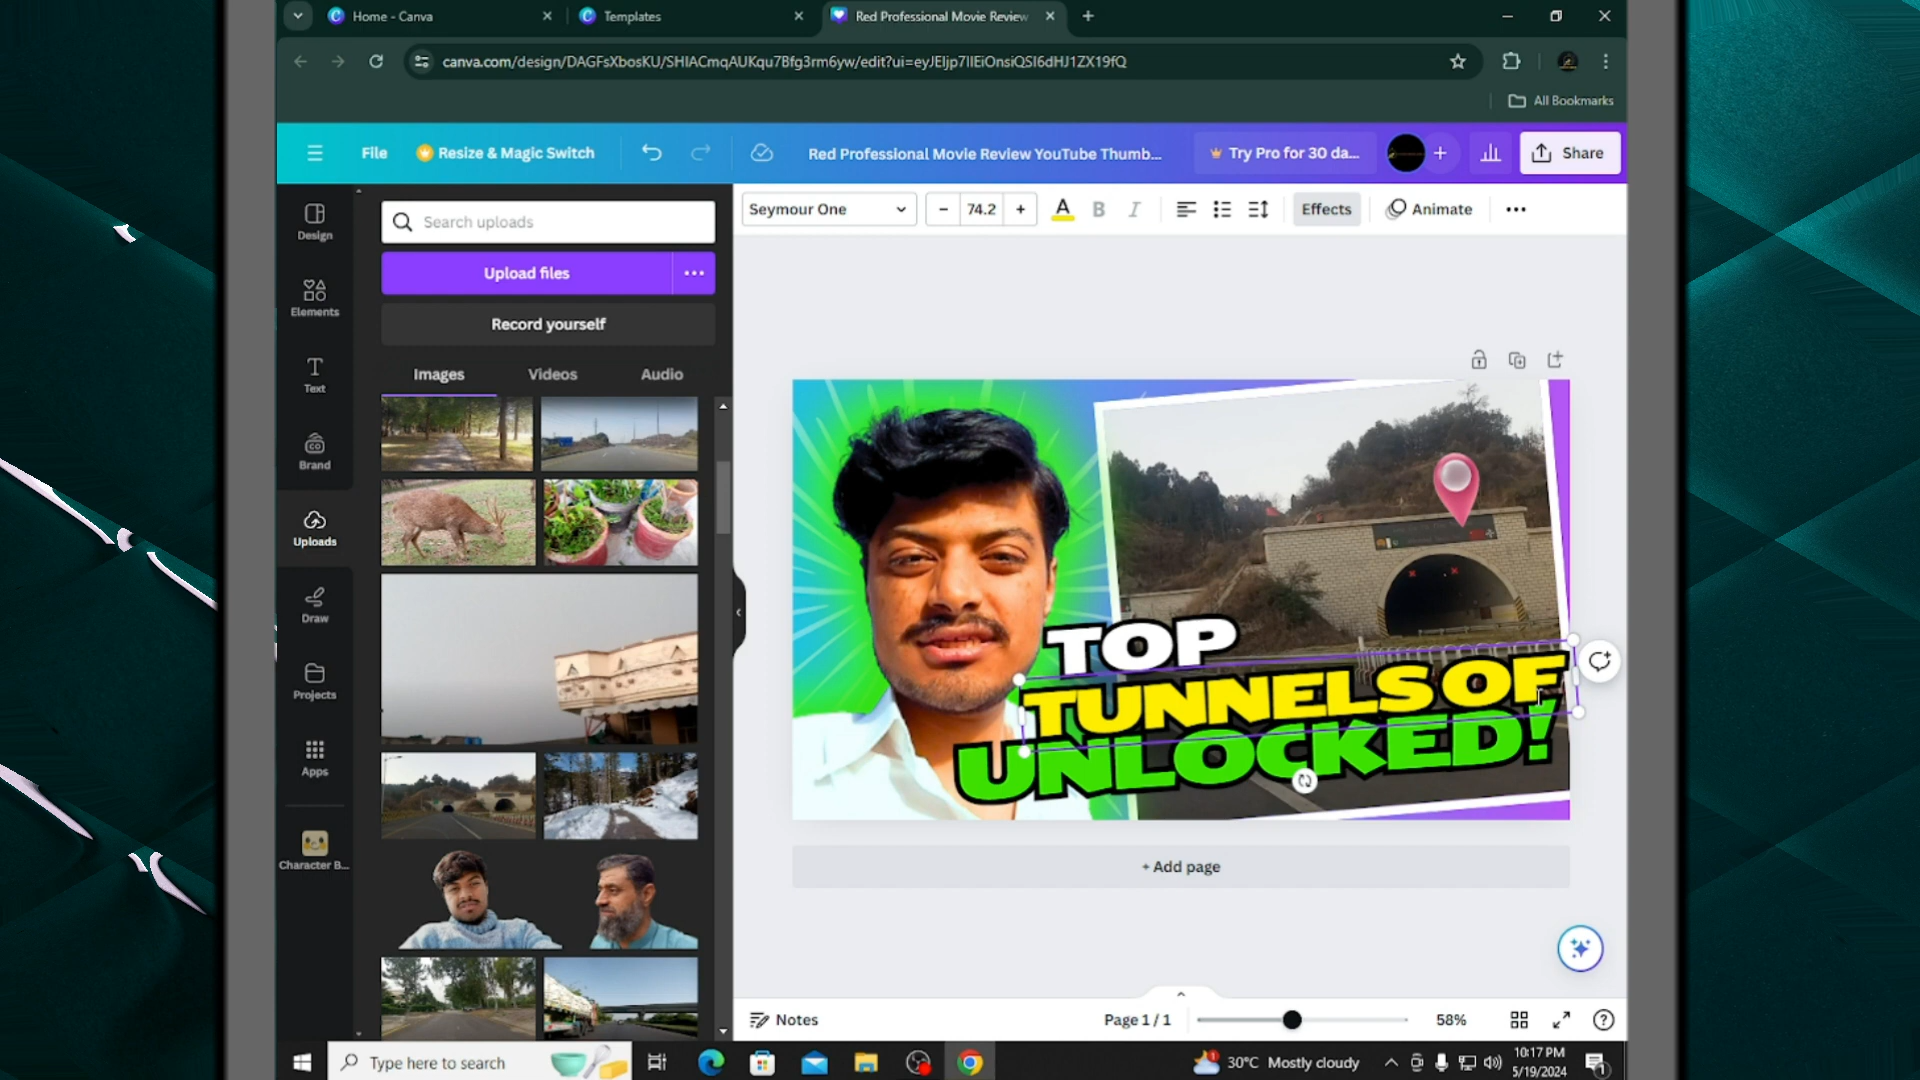 Home - Canva
Templates
Red Professional Movie Review
canva.com/design/DAGFsXbosKU/SHIACmqAUKqu7Bfg3rm6yw/edit?ui=eyJEIjp7IlEiOnsiQSI6dHJ1ZX19fQ
All Bookmarks
File
Resize & Magic Switch
Red Professional Movie Review YouTube Thumb...
Try Pro for 30 da...
Share
Design
Elements
Text
Brand
Uploads
Draw
Projects
Apps
Character B...
Search uploads
Upload files
Record yourself
Images
Videos
Audio
Seymour One
74.2
Effects
Animate
TOP
TUNNELS OF
UNLOCKED!
+ Add page
Notes
Page 1 / 1
58%
Type here to search
30°C Mostly cloudy
10:17 PM
5/19/2024